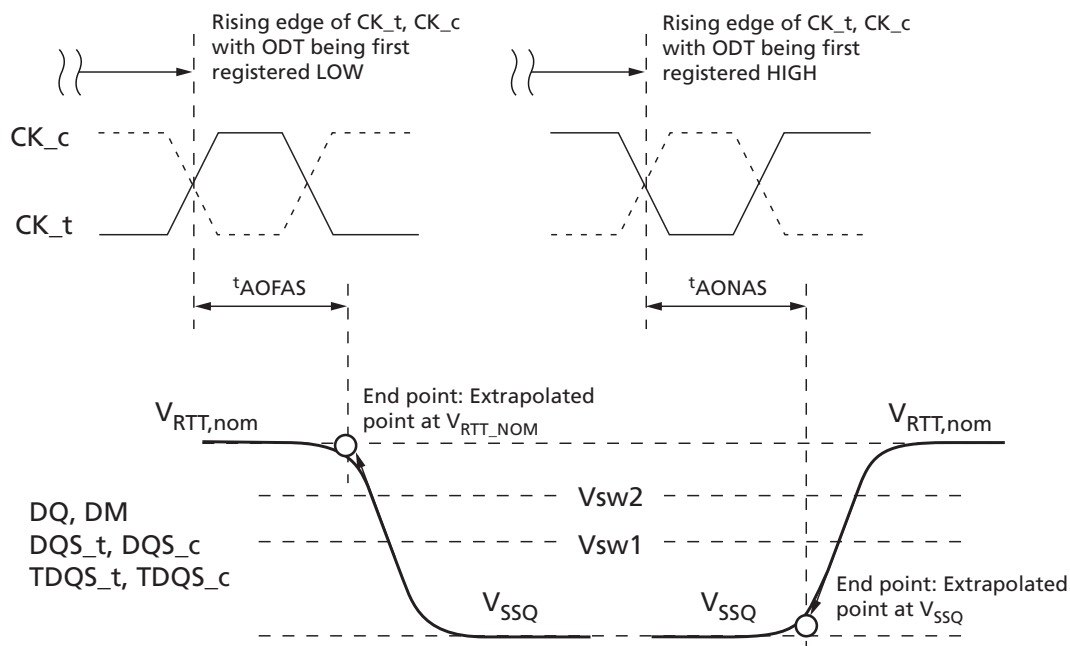 Rising edge of CK_t, CK_c
with ODT being first
registered LOW
Rising edge of CK_t, CK_c
with ODT being first
registered HIGH
CK_c
CK_t
tAOFAS
tAONAS
End point: Extrapolated
point at VRTT_NOM
VRTT,nom
VRTT,nom
Vsw2
DQ, DM
DQS_t, DQS_c
TDQS_t, TDQS_c
Vsw1
VSSQ
VSSQ
End point: Extrapolated
point at VSSQ